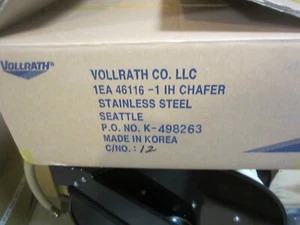 VOLLRATH
VOLLRATH CO. LLC
1EA 46116 -1 IH CHAFER
STAINLESS STEEL
SEATTLE
P.O. NO. K-498263
MADE IN KOREA
C/NO. : 12